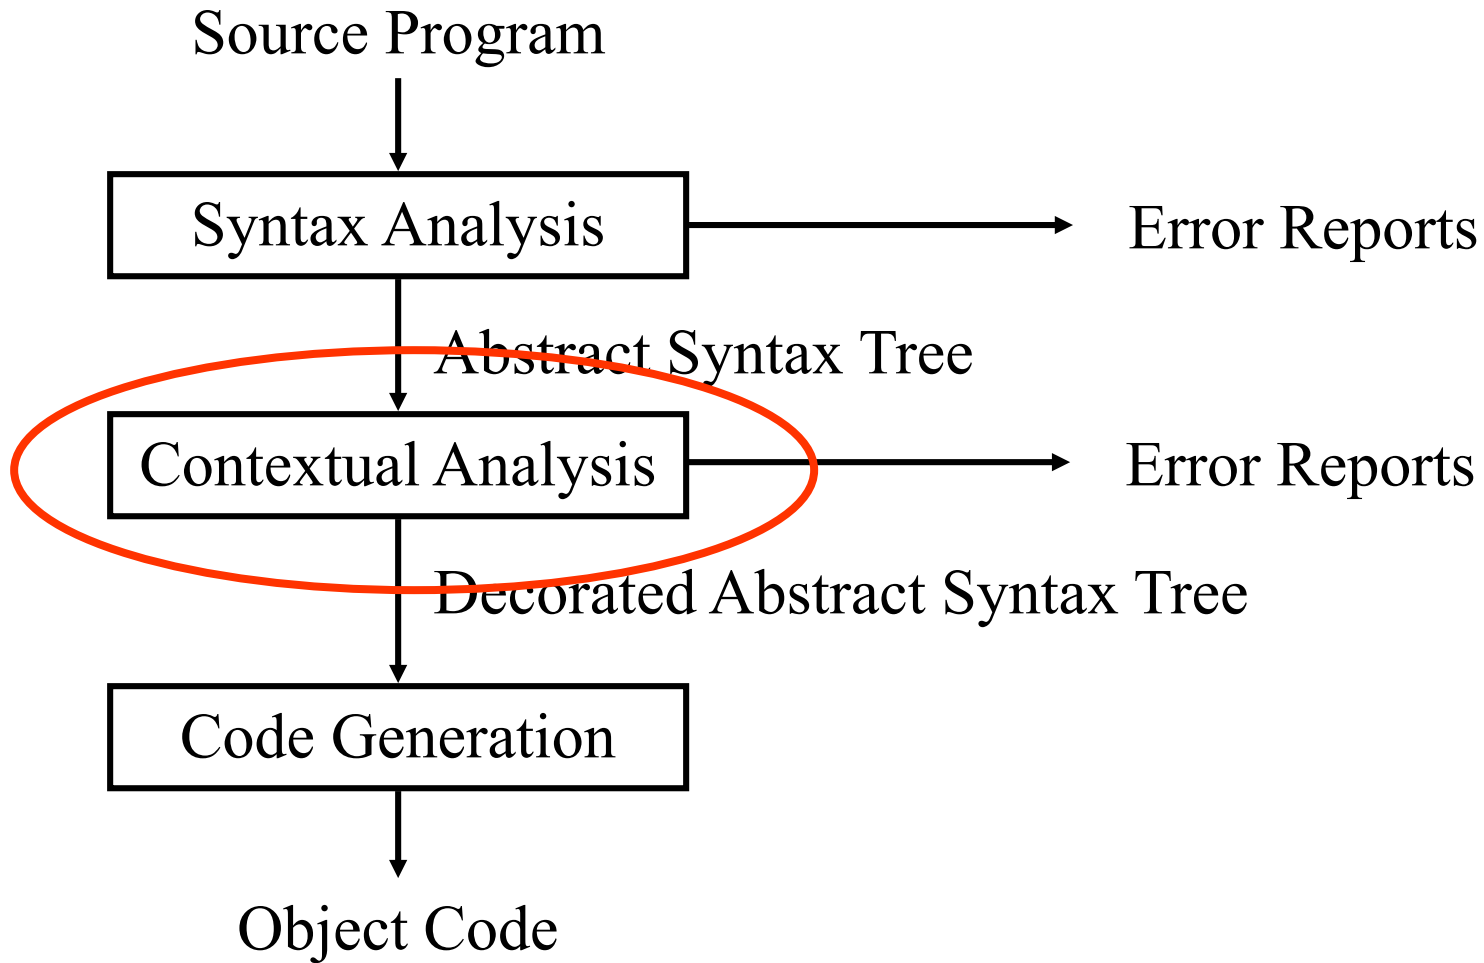 Source Program
Syntax Analysis
Error Reports
Abstract Syntax Tree
Contextual Analysis
Error Reports
Decorated Abstract Syntax Tree
Code Generation
Object Code